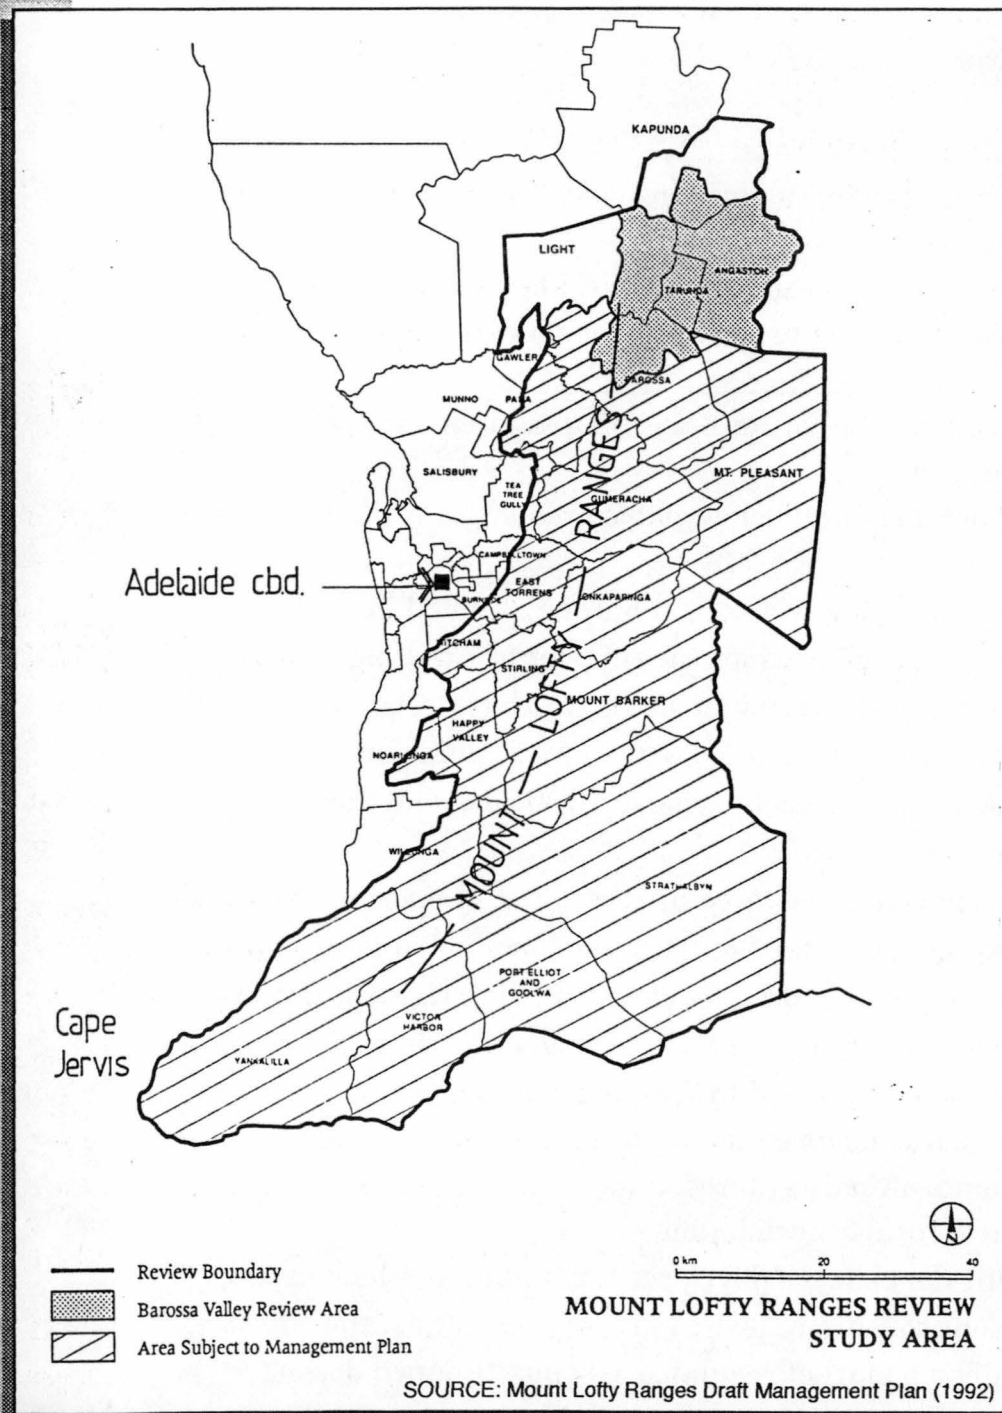 KAPUNDA
LIGHT
ANGASTON
TANUNDA
GAWLER
BAROSSA
MUNNO PARA
MT. PLEASANT
SALISBURY
TEA
TREE
GULLY
GUMERACHA
RANGES
CAMPBELLTOWN
Adelaide c.b.d.
EAST
TORRENS
ONKAPARINGA
BURNSIDE
MITCHAM
STIRLING
LOFTY
MOUNT BARKER
HAPPY
VALLEY
NOARLUNGA
MOUNT
WILLUNGA
STRATHALBYN
PORT ELLIOT
AND
GOOLWA
VICTOR
HARBOR
Cape
Jervis
YANKALILLA
N
0 km 20 40
Review Boundary
Barossa Valley Review Area
Area Subject to Management Plan
MOUNT LOFTY RANGES REVIEW
STUDY AREA
SOURCE: Mount Lofty Ranges Draft Management Plan (1992)